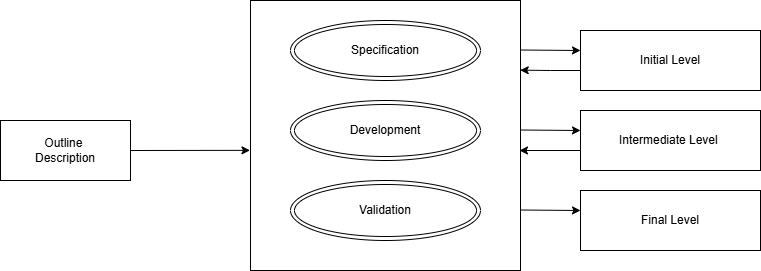 Specification
Initial Level
Development
Intermediate Level
Outline
Description
Validation
Final Level